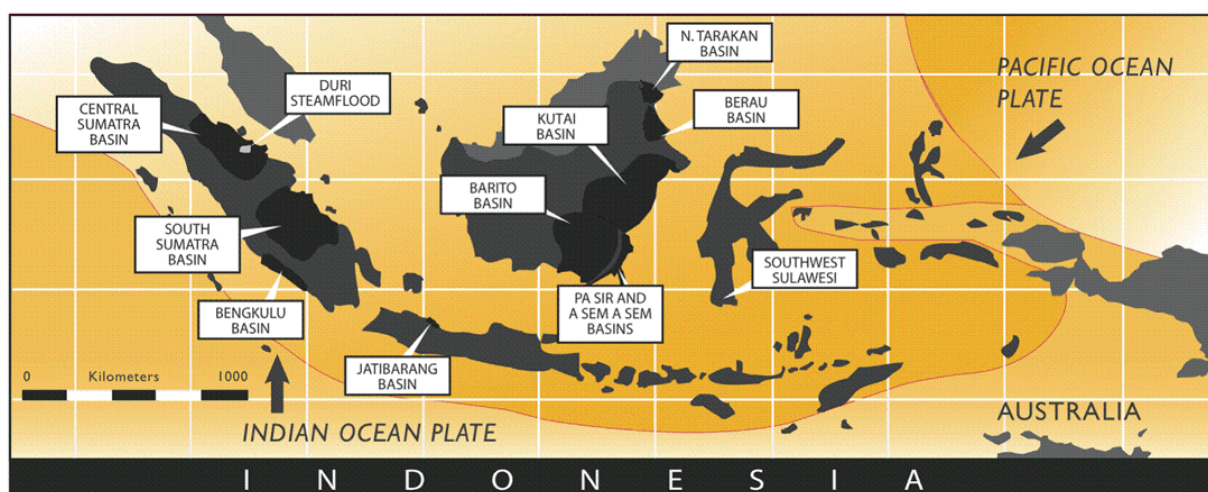 N. TARAKAN
BASIN
DURI
STEAMFLOOD
PACIFIC OCEAN
PLATE
CENTRAL
SUMATRA
BASIN
KUTAI
BASIN
BERAU
BASIN
BARITO
BASIN
SOUTH
SUMATRA
BASIN
SOUTHWEST
SULAWESI
BENGKULU
BASIN
PA SIR AND
A SEM A SEM
BASINS
JATIBARANG
BASIN
0 Kilometers 1000
INDIAN OCEAN PLATE
AUSTRALIA
INDONESIA